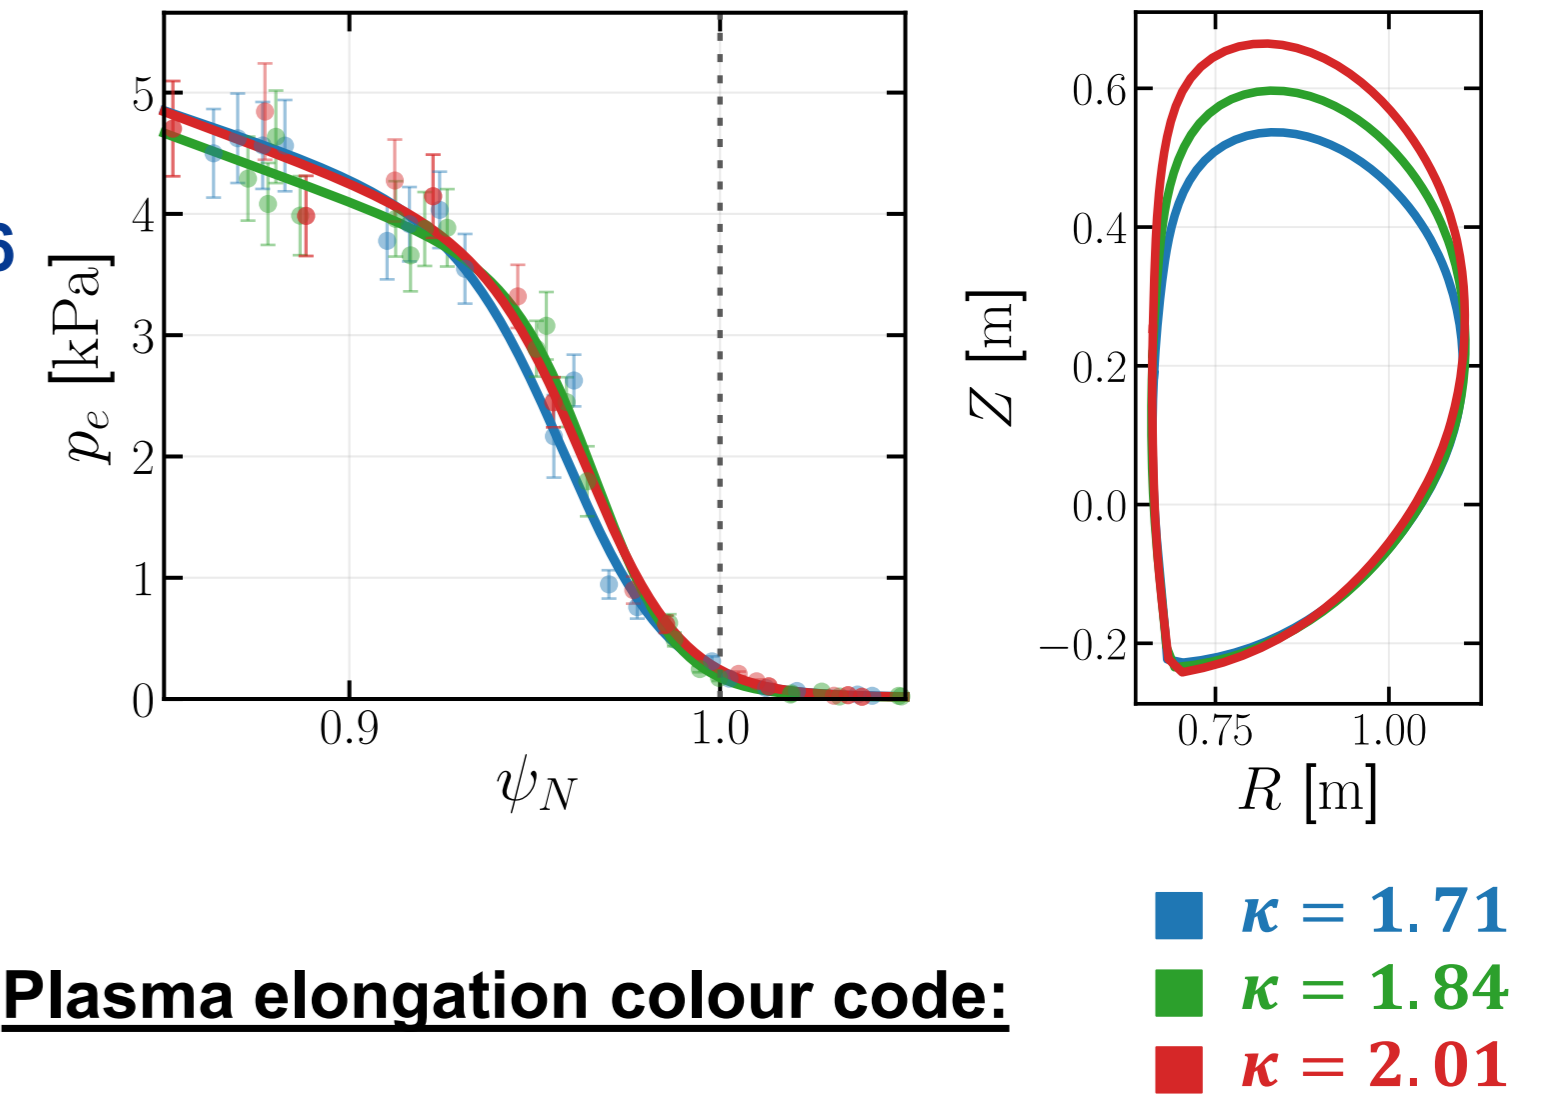 6
5
4
3
2
1
0
0.9 1.0
p_e [kPa]
ψ_N
0.6
0.4
0.2
0.0
−0.2
0.75 1.00
Z [m]
R [m]
κ = 1.71
κ = 1.84
κ = 2.01
Plasma elongation colour code: